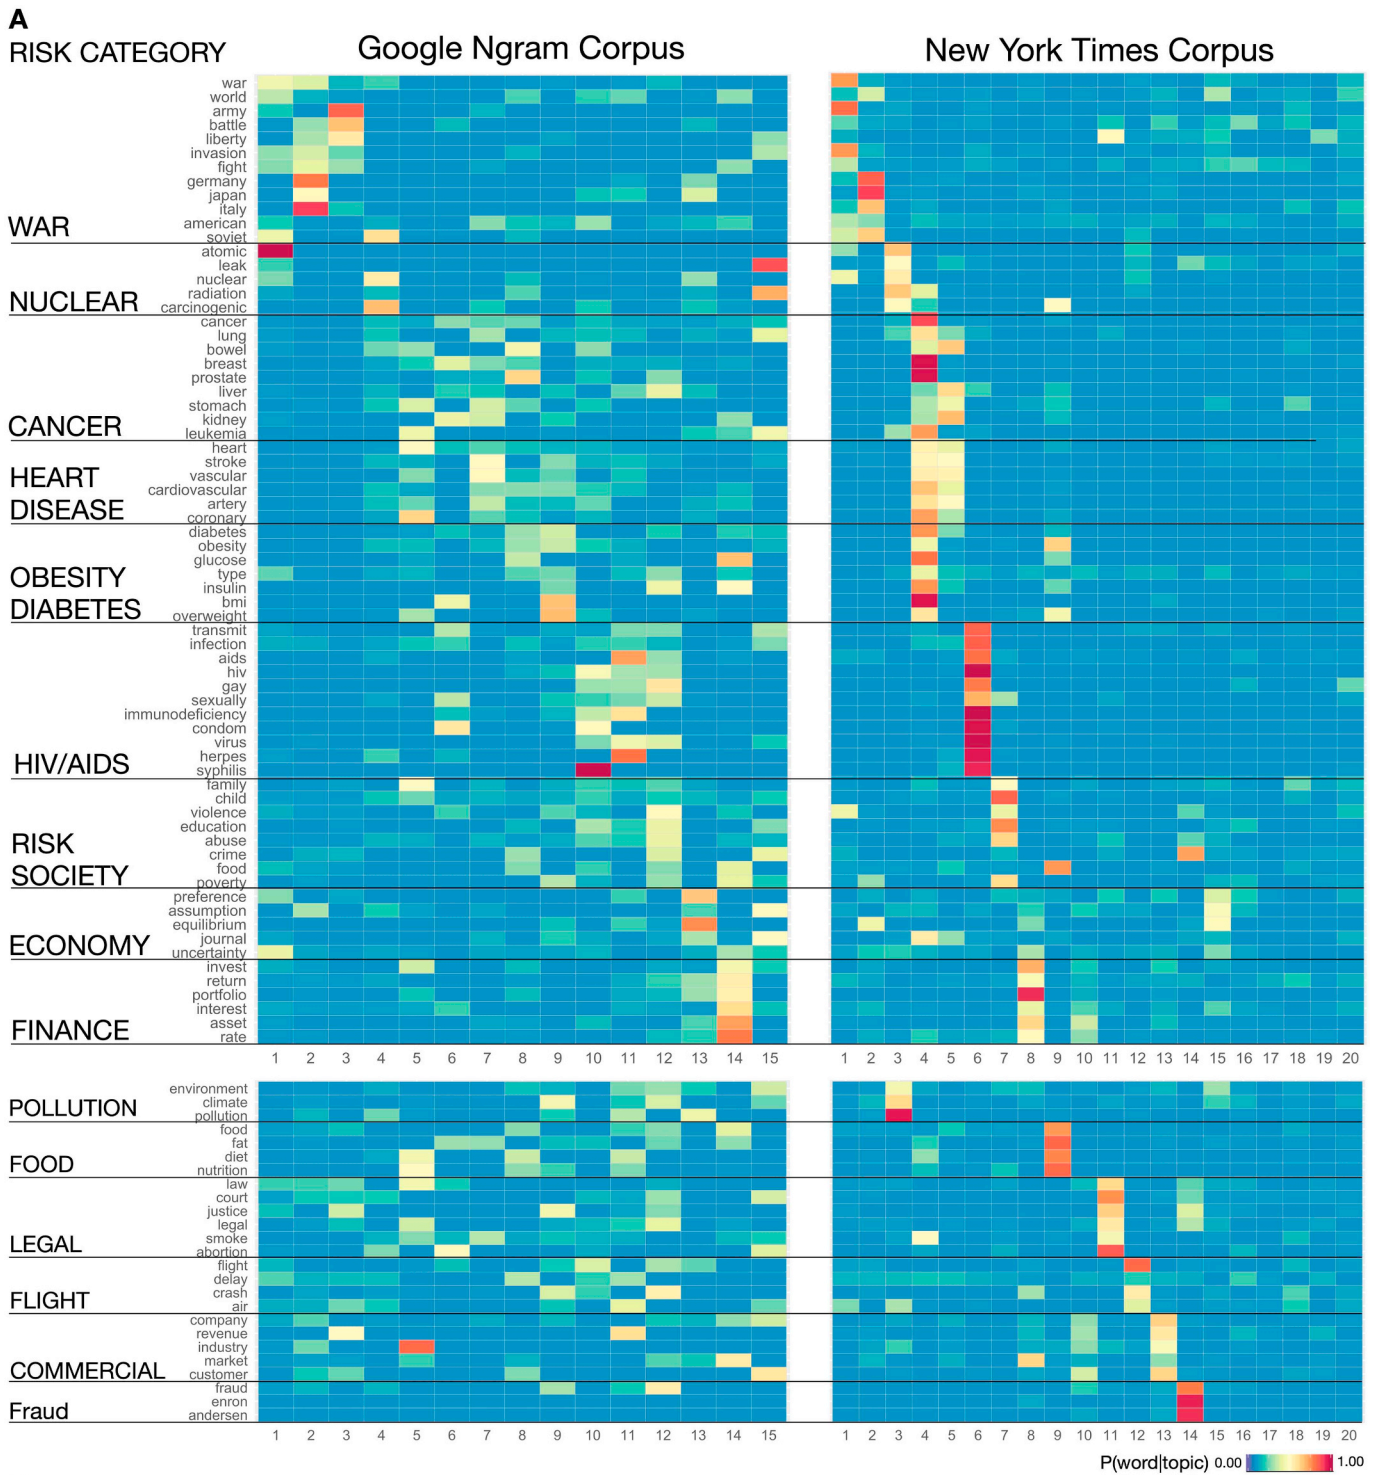 A
RISK CATEGORY
Google Ngram Corpus
New York Times Corpus
war
world
army
battle
liberty
invasion
fight
germany
japan
italy
american
soviet
WAR
atomic
leak
nuclear
radiation
carcinogenic
NUCLEAR
cancer
lung
bowel
breast
prostate
liver
stomach
kidney
leukemia
CANCER
heart
stroke
vascular
cardiovascular
artery
coronary
HEART
DISEASE
diabetes
obesity
glucose
type
insulin
bmi
overweight
OBESITY
DIABETES
transmit
infection
aids
hiv
gay
sexually
immunodeficiency
condom
virus
herpes
syphilis
HIV/AIDS
family
child
violence
education
abuse
crime
food
poverty
RISK
SOCIETY
preference
assumption
equilibrium
journal
uncertainty
ECONOMY
invest
return
portfolio
interest
asset
rate
FINANCE
1 2 3 4 5 6 7 8 9 10 11 12 13 14 15
1 2 3 4 5 6 7 8 9 10 11 12 13 14 15 16 17 18 19 20
environment
climate
pollution
POLLUTION
food
fat
diet
nutrition
FOOD
law
court
justice
legal
smoke
abortion
LEGAL
flight
delay
crash
air
FLIGHT
company
revenue
industry
market
customer
COMMERCIAL
fraud
enron
andersen
Fraud
1 2 3 4 5 6 7 8 9 10 11 12 13 14 15
1 2 3 4 5 6 7 8 9 10 11 12 13 14 15 16 17 18 19 20
P(word|topic) 0.00 1.00